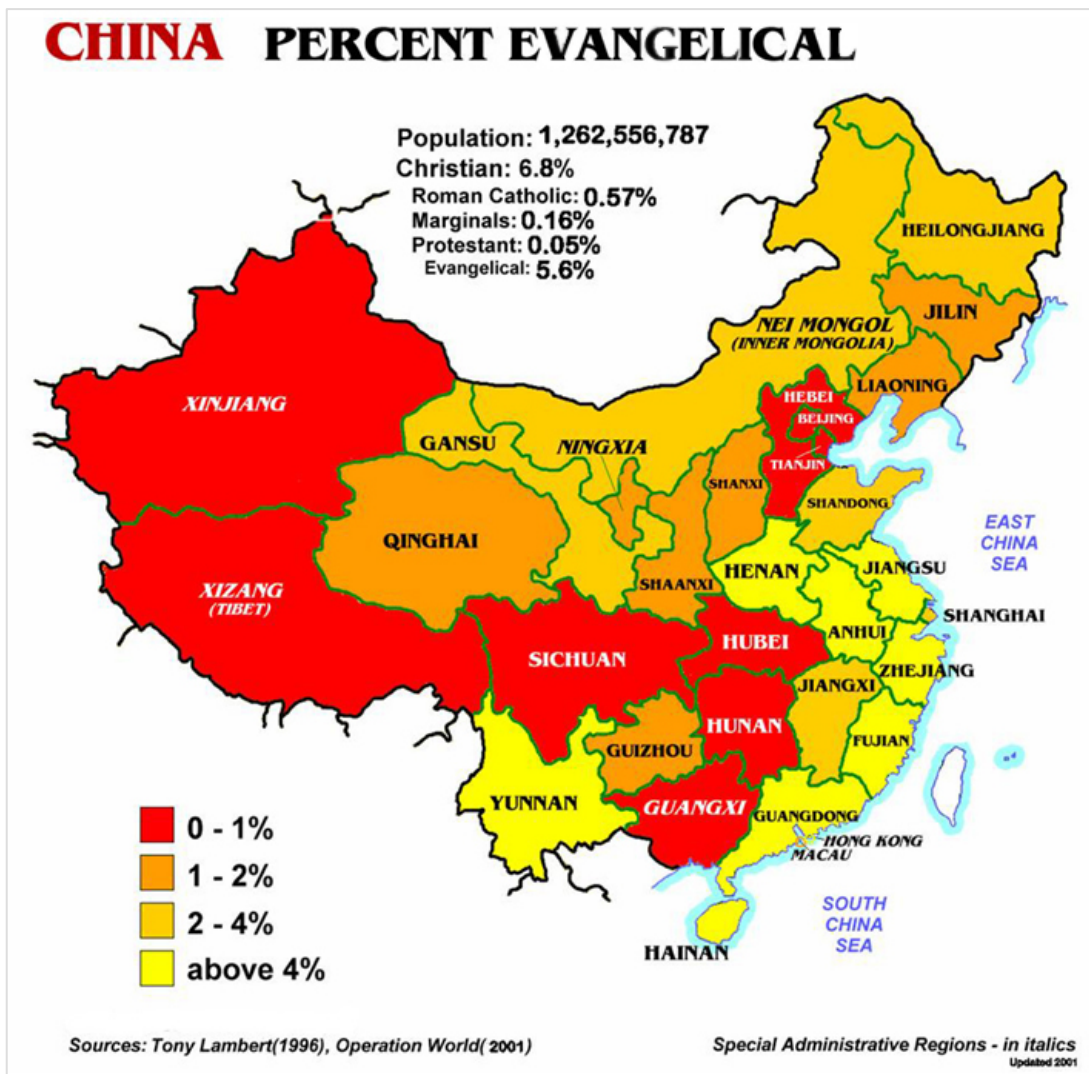 CHINA PERCENT EVANGELICAL
Population: 1,262,556,787
Christian: 6.8%
Roman Catholic: 0.57%
Marginals: 0.16%
Protestant: 0.05%
Evangelical: 5.6%
HEILONGJIANG
JILIN
NEI MONGOL
(INNER MONGOLIA)
LIAONING
HEBEI
BEIJING
XINJIANG
GANSU
NINGXIA
TIANJIN
SHANXI
SHANDONG
QINGHAI
EAST
CHINA
SEA
HENAN
JIANGSU
SHAANXI
XIZANG
(TIBET)
SHANGHAI
ANHUI
HUBEI
SICHUAN
ZHEJIANG
JIANGXI
HUNAN
FUJIAN
GUIZHOU
YUNNAN
GUANGXI
GUANGDONG
HONG KONG
MACAU
0 - 1%
1 - 2%
2 - 4%
above 4%
SOUTH
CHINA
SEA
HAINAN
Sources: Tony Lambert(1996), Operation World( 2001)
Special Administrative Regions - in italics
Updated 2001